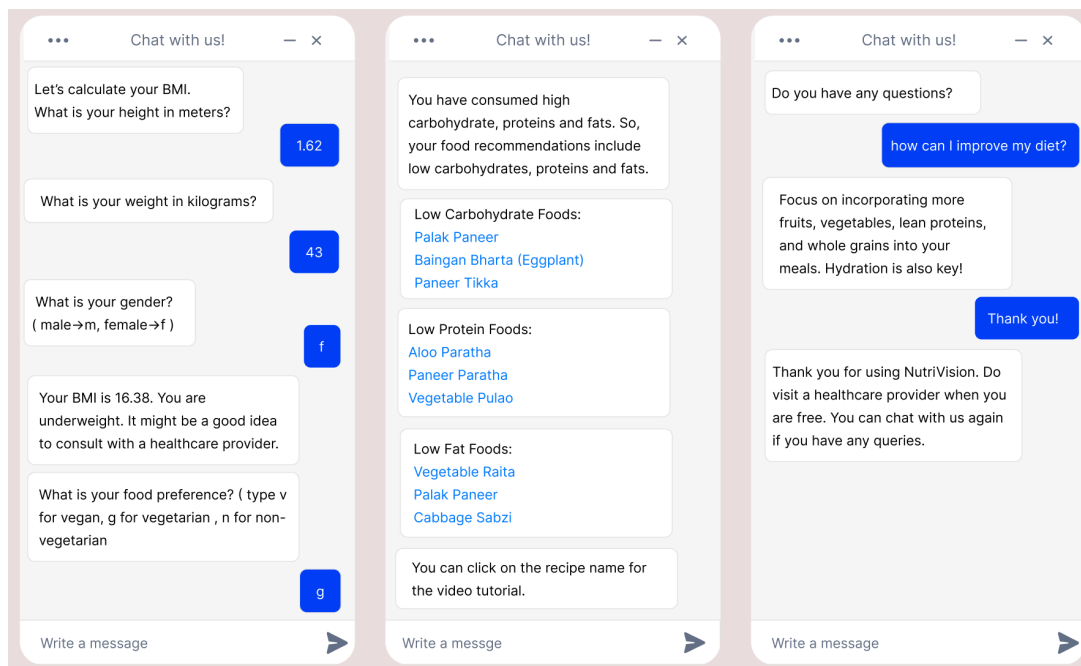 Chat with us!
Let's calculate your BMI.
What is your height in meters?
1.62
What is your weight in kilograms?
43
What is your gender?
( male→m, female→f )
f
Your BMI is 16.38. You are
underweight. It might be a good idea
to consult with a healthcare provider.
What is your food preference? ( type v
for vegan, g for vegetarian , n for non-
vegetarian
g
Write a message
Chat with us!
You have consumed high
carbohydrate, proteins and fats. So,
your food recommendations include
low carbohydrates, proteins and fats.
Low Carbohydrate Foods:
Palak Paneer
Baingan Bharta (Eggplant)
Paneer Tikka
Low Protein Foods:
Aloo Paratha
Paneer Paratha
Vegetable Pulao
Low Fat Foods:
Vegetable Raita
Palak Paneer
Cabbage Sabzi
You can click on the recipe name for
the video tutorial.
Write a messge
Chat with us!
Do you have any questions?
how can I improve my diet?
Focus on incorporating more
fruits, vegetables, lean proteins,
and whole grains into your
meals. Hydration is also key!
Thank you!
Thank you for using NutriVision. Do
visit a healthcare provider when you
are free. You can chat with us again
if you have any queries.
Write a message